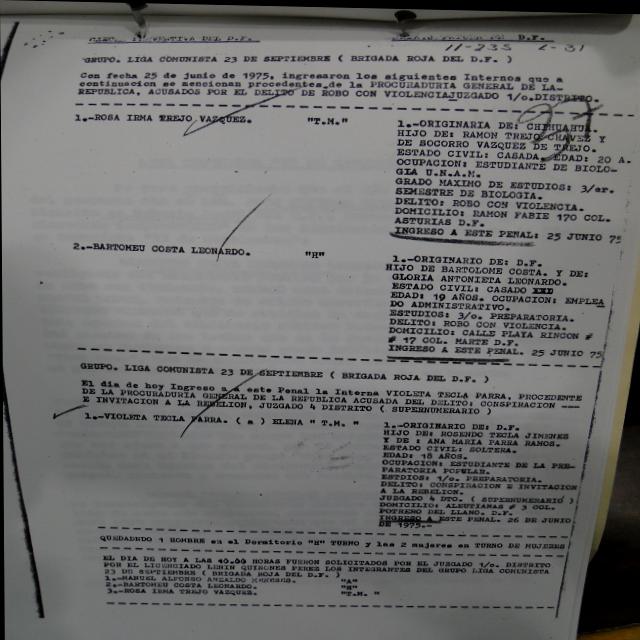 PREVENTIVA DEL D.F.
D.F.
11-235 L-31
GRUPO. LIGA COMUNISTA 23 DE SEPTIEMBRE ( BRIGADA ROJA DEL D.F. )
Con fecha 25 de junio de 1975, ingresaron los siguientes Internos que a
continuacion se mencionan procedentes de la PROCURADURIA GENERAL DE LA-
REPUBLICA, ACUSADOS POR EL DELITO DE ROBO CON VIOLENCIA JUZGADO 1/o. DISTRITO.
1.-ROSA IRMA TREJO VAZQUEZ. "T.M."
1.-ORIGINARIA DE: CHIHUAHUA.
HIJO DE: RAMON TREJO CHAVEZ Y
DE SOCORRO VAZQUEZ DE TREJO.
ESTADO CIVIL: CASADA. EDAD: 20 A.
OCUPACION: ESTUDIANTE DE BIOLO-
GIA U.N.A.M.
GRADO MAXIMO DE ESTUDIOS: 3/er.
SEMESTRE DE BIOLOGIA.
DELITO: ROBO CON VIOLENCIA.
DOMICILIO: RAMON FABIE 170 COL.
ASTURIAS D.F.
INGRESO A ESTE PENAL: 25 JUNIO 75
2.-BARTOMEU COSTA LEONARDO. "H"
1.-ORIGINARIO DE: D.F.
HIJO DE BARTOLOME COSTA. Y DE:
GLORIA ANTONIETA LEONARDO.
ESTADO CIVIL: CASADO XXX
EDAD: 19 AÑOS. OCUPACION: EMPLEA
DO ADMINISTRATIVO.
ESTUDIOS: 3/o. PREPARATORIA.
DELITO: ROBO CON VIOLENCIA.
DOMICILIO: CALLE PLAYA RINCON #
# 17 COL. MARTE D.F.
INGRESO A ESTE PENAL. 25 JUNIO 75
GRUPO. LIGA COMUNISTA 23 DE SEPTIEMBRE ( BRIGADA ROJA DEL D.F. )
El dia de hoy Ingreso a a este Penal la Interna VIOLETA TECLA PARRA, PROCEDENTE
DE LA PROCURADURIA GENERAL DE LA REPUBLICA ACUSADA DEL DELITO: CONSPIRACION ---
E INVITACION A LA REBELION, JUZGADO 4 DISTRITO ( SUPERNUMERARIO )
1.-VIOLETA TECLA PARRA. ( a ) ELENA " T.M. "
1.-ORIGINARIO DE: D.F.
HIJO DE: ROSENDO TECLA JIMENES
Y DE : ANA MARIA PARRA RAMOS.
ESTADO CIVIL: SOLTERA.
EDAD: 18 AÑOS.
OCUPACION: ESTUDIANTE DE LA PRE-
PARATORIA POPULAR.
ESTDIOS: 1/o. PREPARATORIA.
DELITO: CONSPIRACION E INVITACION
A LA REBELION.
JUZGADO 4 DTO. ( SUPERNUMERARIO )
DOMICILIO: ALEUTIANAS # 3 COL.
POTRERO DEL LLANO. D.F.
INGRESO A ESTE PENAL. 26 DE JUNIO
DE 1975.-
QUEDANDO 1 HOMBRE en el Dormitorio "H" TURNO y las 2 mujeres en TURNO DE MUJERES
EL DIA DE HOY A LAS HORAS FUERON SOLICITADOS POR EL JUZGADO 1/o. DISTRITO
POR EL LICENCIADO LENIN QUIÑONES PEREZ LOS INTEGRANTES DEL GRUPO LIGA COMUNISTA
23 DE SEPTIEMBRE ( BRIGADA ROJA DEL D.F. )
1.-MANUEL ALFONSO "A"
2.-BARTOMEU COSTA LEONARDO. "H"
3.-ROSA IRMA TREJO VAZQUEZ. "T.M. "